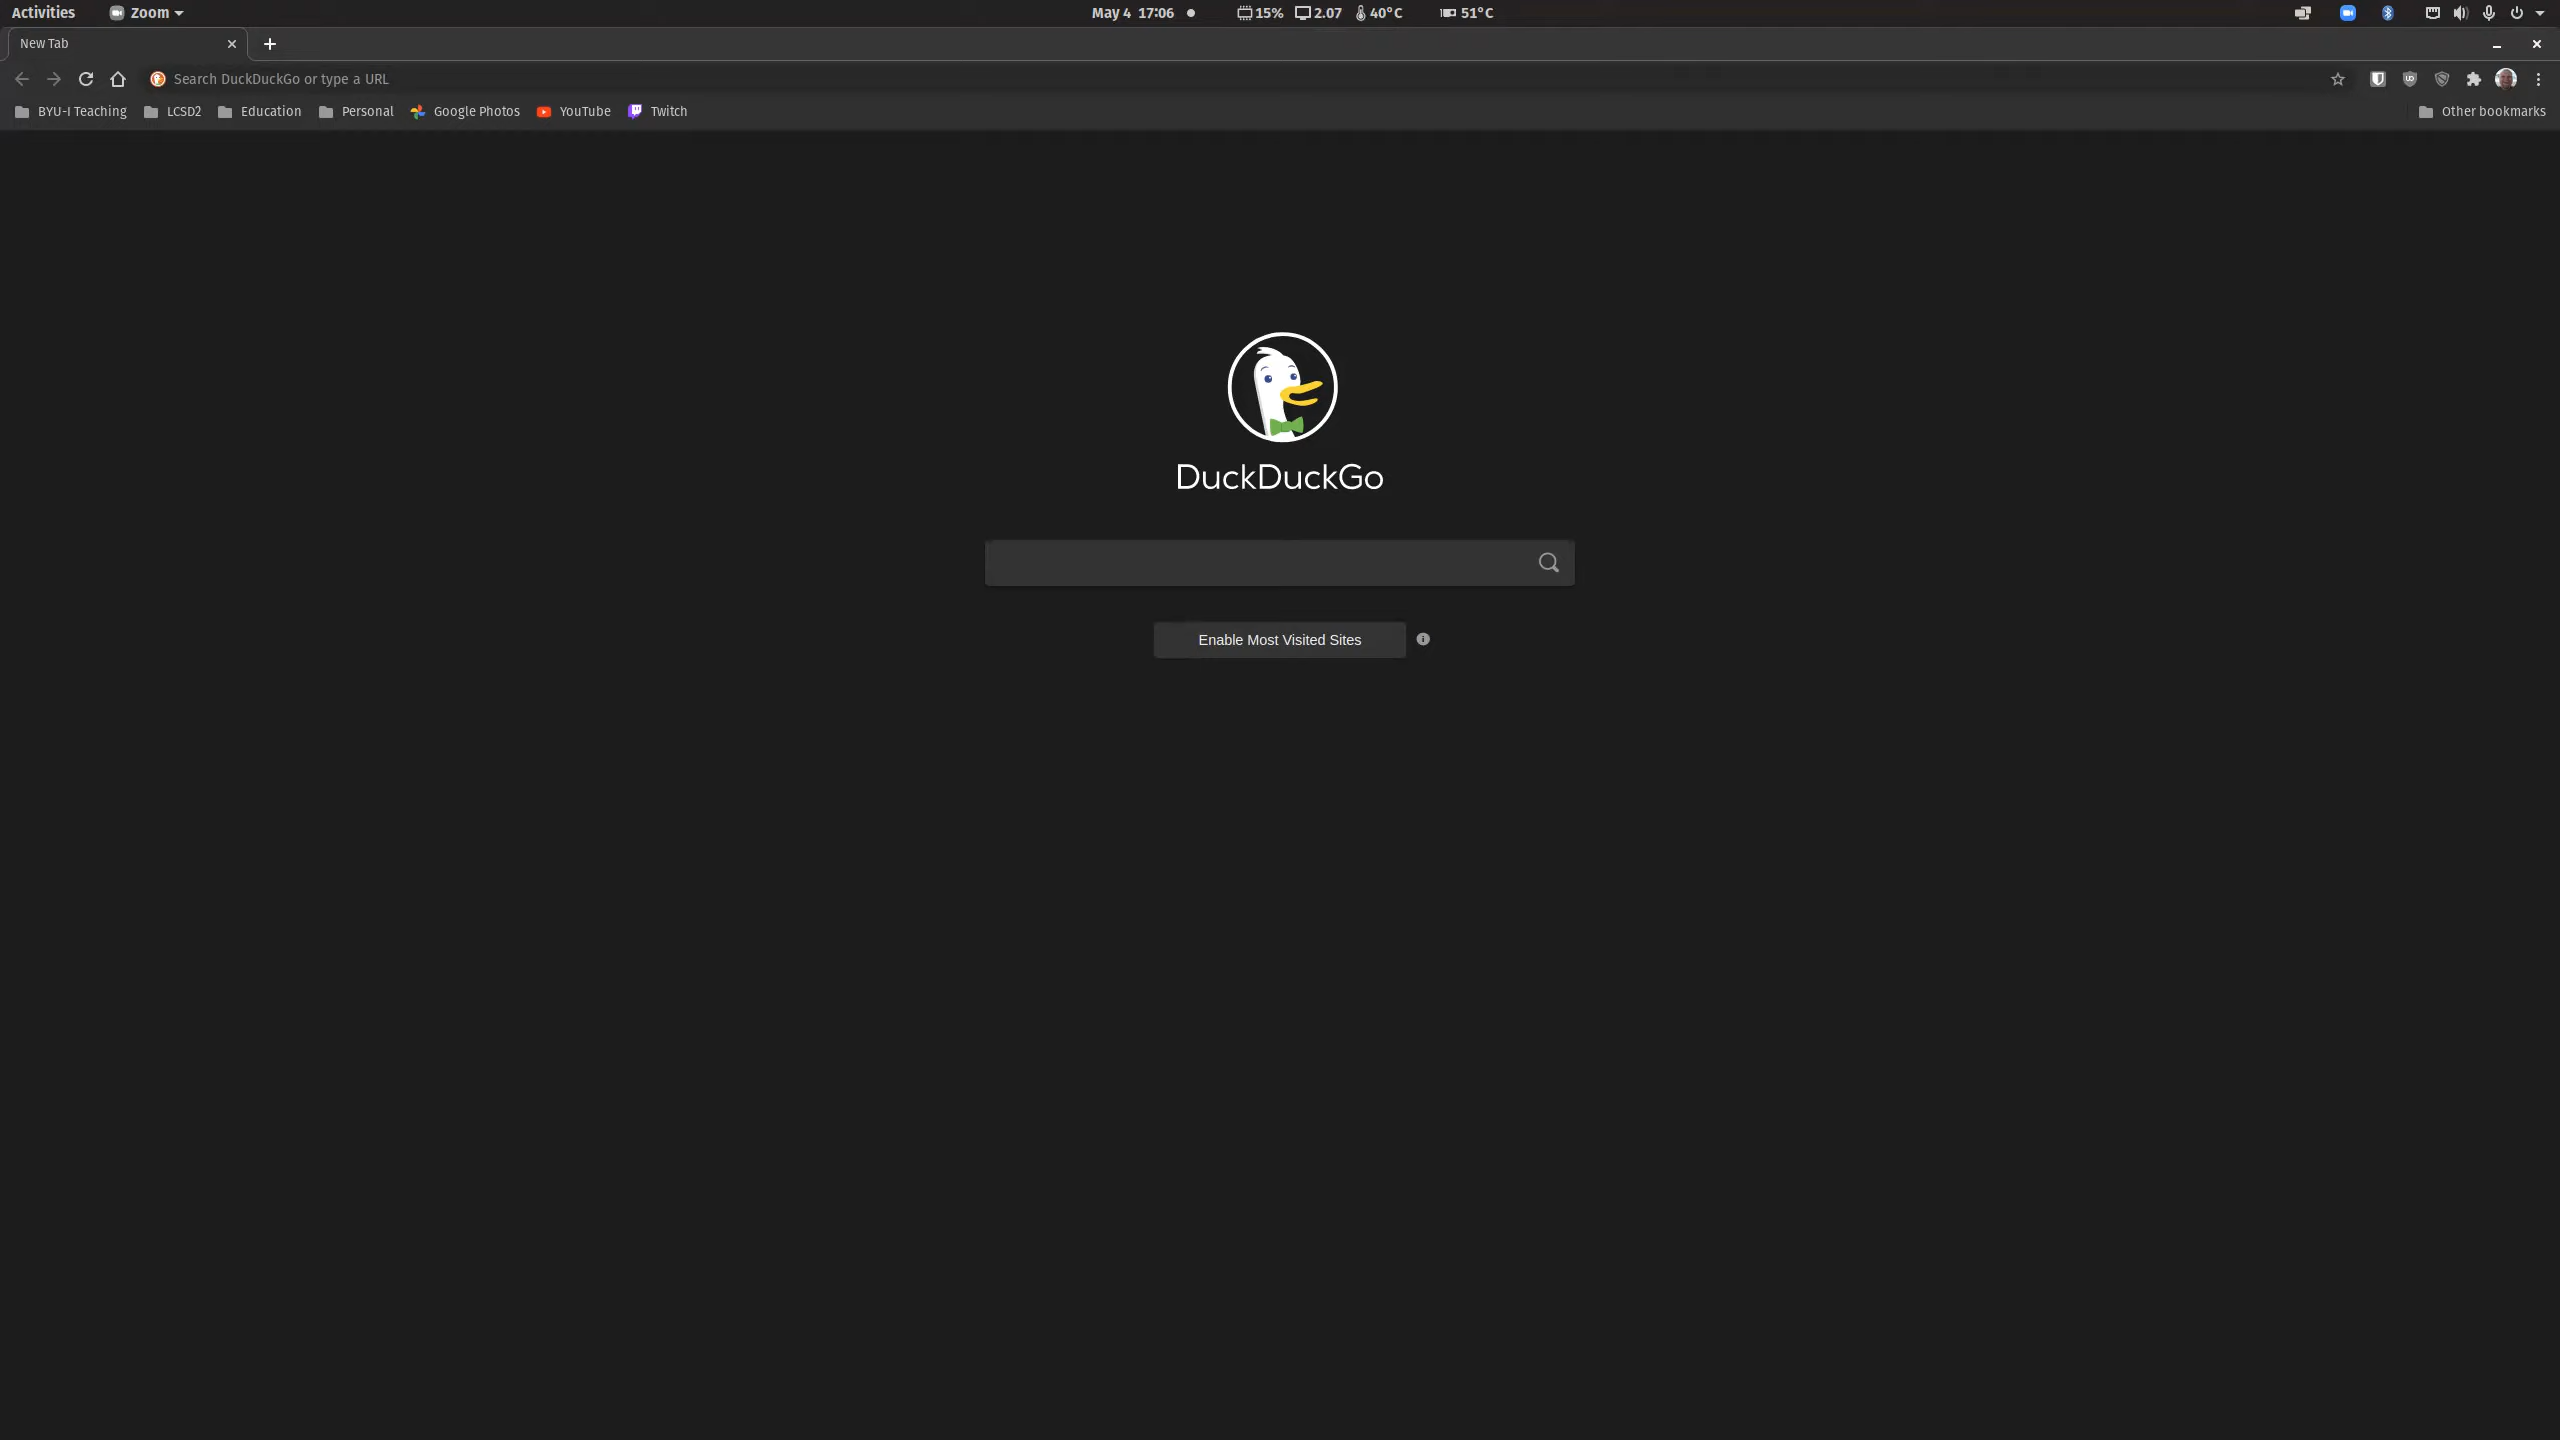 Activities Zoom May 4 17:06 15% 2.07 40°C 51°C
New Tab
Search DuckDuckGo or type a URL
BYU-I Teaching LCSD2 Education Personal Google Photos YouTube Twitch Other bookmarks
DuckDuckGo
Enable Most Visited Sites